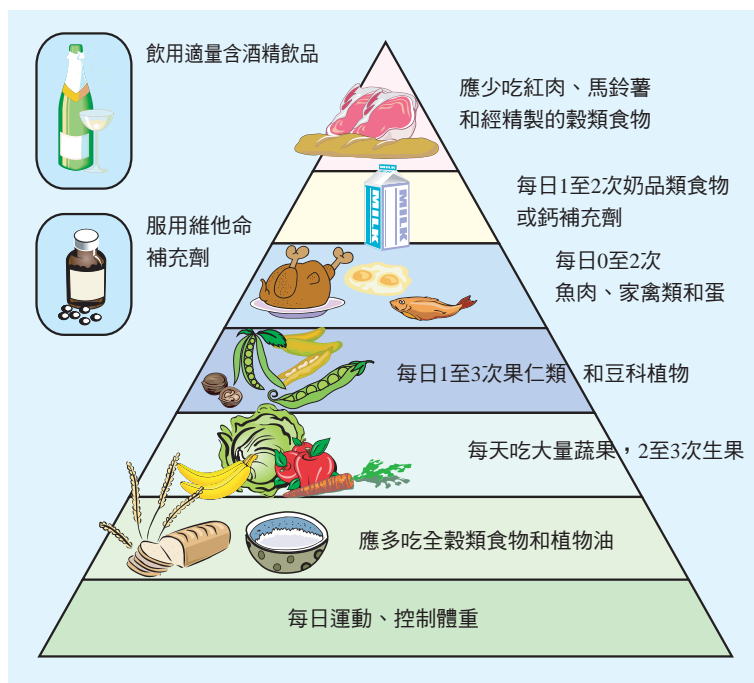 飲用適量含酒精飲品
應少吃紅肉、馬鈴薯
和經精製的穀類食物
MILK
MILK
每日1至2次奶品類食物
或鈣補充劑
服用維他命
補充劑
每日0至2次
魚肉、家禽類和蛋
每日1至3次果仁類 和豆科植物
每天吃大量蔬果，2至3次生果
應多吃全穀類食物和植物油
每日運動、控制體重